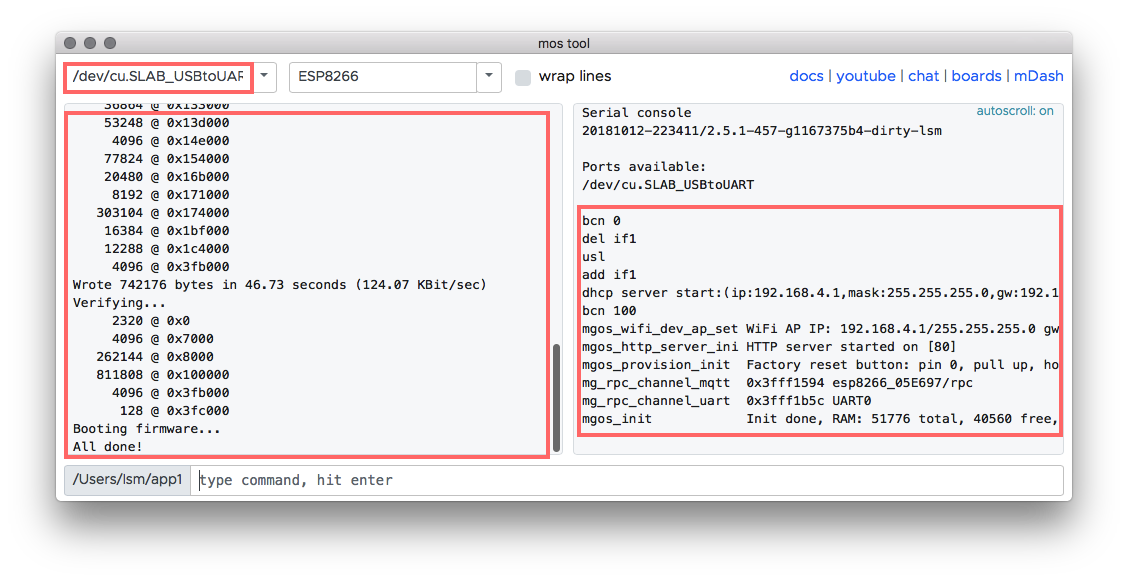 mos tool
/dev/cu.SLAB_USBtoUAR
ESP8266
wrap lines
docs | youtube | chat | boards | mDash
36864 @ 0x133000
53248 @ 0x13d000
4096 @ 0x14e000
77824 @ 0x154000
20480 @ 0x16b000
8192 @ 0x171000
303104 @ 0x174000
16384 @ 0x1bf000
12288 @ 0x1c4000
4096 @ 0x3fb000
Wrote 742176 bytes in 46.73 seconds (124.07 KBit/sec)
Verifying...
2320 @ 0x0
4096 @ 0x7000
262144 @ 0x8000
811808 @ 0x100000
4096 @ 0x3fb000
128 @ 0x3fc000
Booting firmware...
All done!
Serial console
autoscroll: on
20181012-223411/2.5.1-457-g1167375b4-dirty-lsm
Ports available:
/dev/cu.SLAB_USBtoUART
bcn 0
del if1
usl
add if1
dhcp server start:(ip:192.168.4.1,mask:255.255.255.0,gw:192.1
bcn 100
mgos_wifi_dev_ap_set WiFi AP IP: 192.168.4.1/255.255.255.0 gw
mgos_http_server_ini HTTP server started on [80]
mgos_provision_init Factory reset button: pin 0, pull up, ho
mg_rpc_channel_mqtt 0x3fff1594 esp8266_05E697/rpc
mg_rpc_channel_uart 0x3fff1b5c UART0
mgos_init Init done, RAM: 51776 total, 40560 free,
/Users/lsm/app1
type command, hit enter